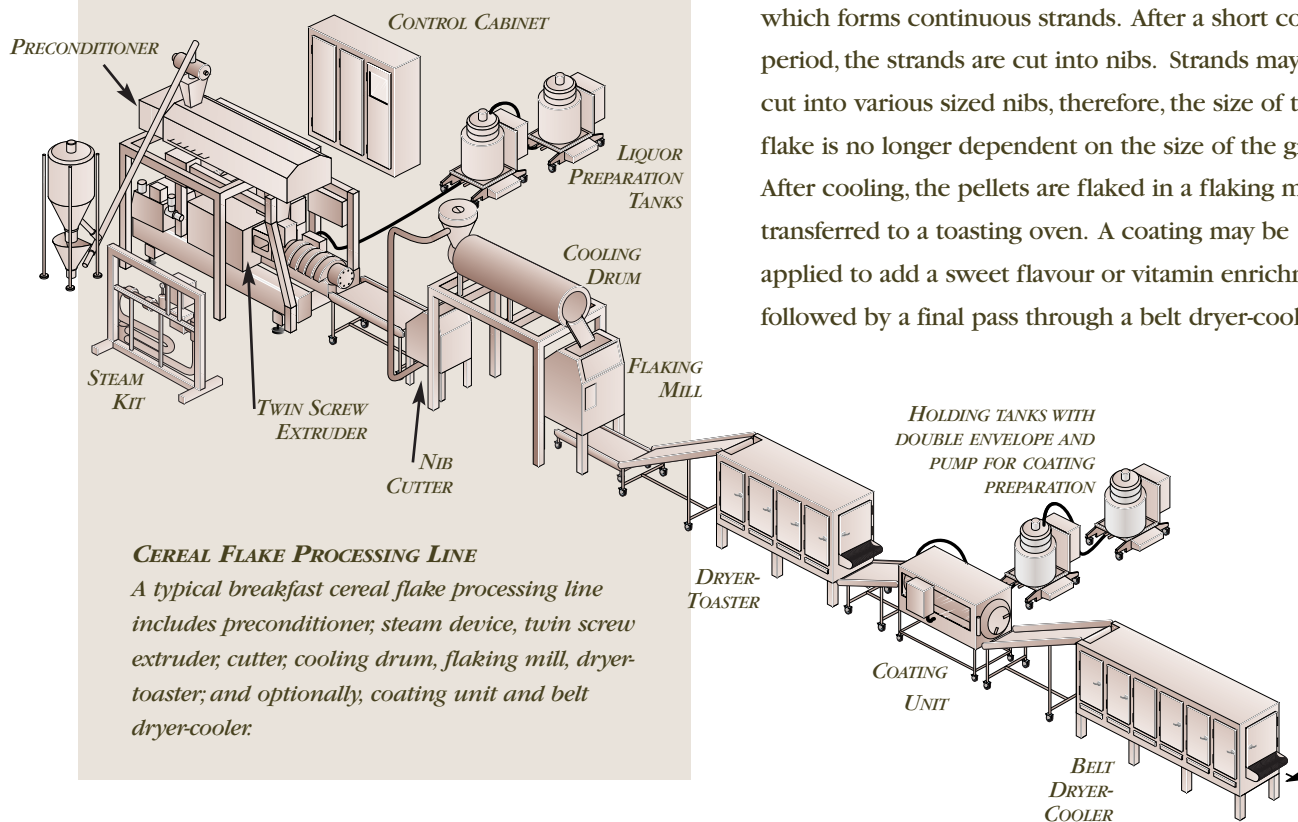 CONTROL CABINET
PRECONDITIONER
LIQUOR
PREPARATION
TANKS
COOLING
DRUM
STEAM
KIT
TWIN SCREW
EXTRUDER
NIB
CUTTER
FLAKING
MILL
which forms continuous strands. After a short
period, the strands are cut into nibs. Strands may
cut into various sized nibs, therefore, the size of
flake is no longer dependent on the size of the
After cooling, the pellets are flaked in a flaking
transferred to a toasting oven. A coating may be
applied to add a sweet flavour or vitamin
followed by a final pass through a belt
HOLDING TANKS WITH
DOUBLE ENVELOPE AND
PUMP FOR COATING
PREPARATION
DRYER-
TOASTER
COATING
UNIT
BELT
DRYER-
COOLER
CEREAL FLAKE PROCESSING LINE
A typical breakfast cereal flake processing line
includes preconditioner, steam device, twin screw
extruder, cutter, cooling drum, flaking mill, dryer-
toaster; and optionally, coating unit and belt
dryer-cooler.